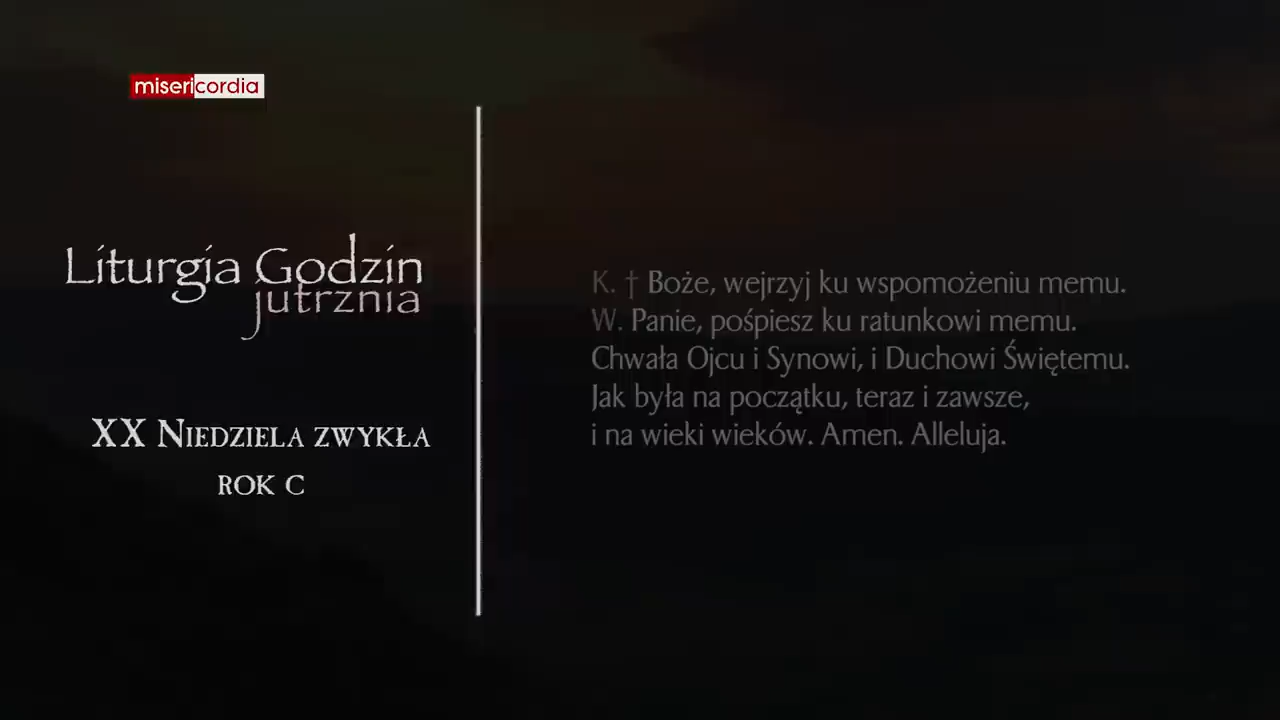 misericordia
Liturgia Godzin
jutrznia
XX Niedziela zwykła
rok C
K. † Boże, wejrzyj ku wspomożeniu memu.
W. Panie, pośpiesz ku ratunkowi memu.
Chwała Ojcu i Synowi, i Duchowi Świętemu.
Jak była na początku, teraz i zawsze,
i na wieki wieków. Amen. Alleluja.